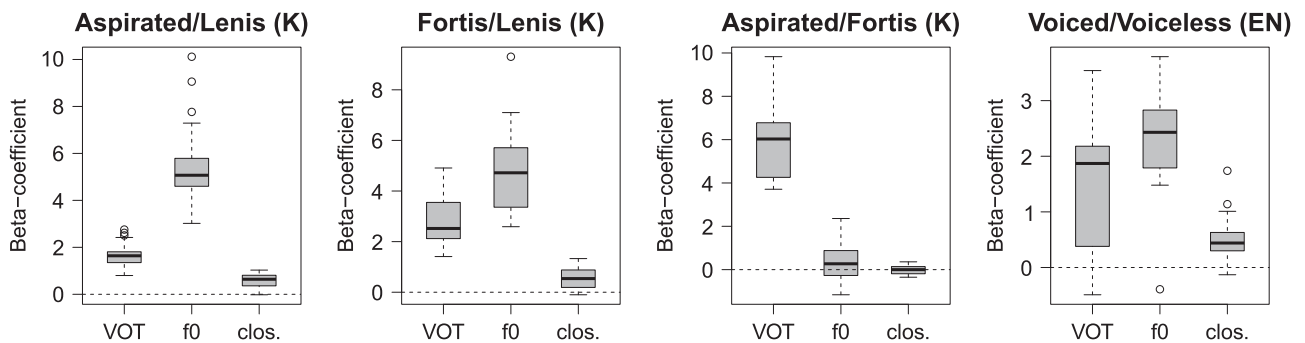 Aspirated/Lenis (K)
Beta−coefficient
10
8
6
4
2
0
VOT f0 clos.
Fortis/Lenis (K)
Beta−coefficient
8
6
4
2
0
VOT f0 clos.
Aspirated/Fortis (K)
Beta−coefficient
10
8
6
4
2
0
VOT f0 clos.
Voiced/Voiceless (EN)
Beta−coefficient
3
2
1
0
VOT f0 clos.